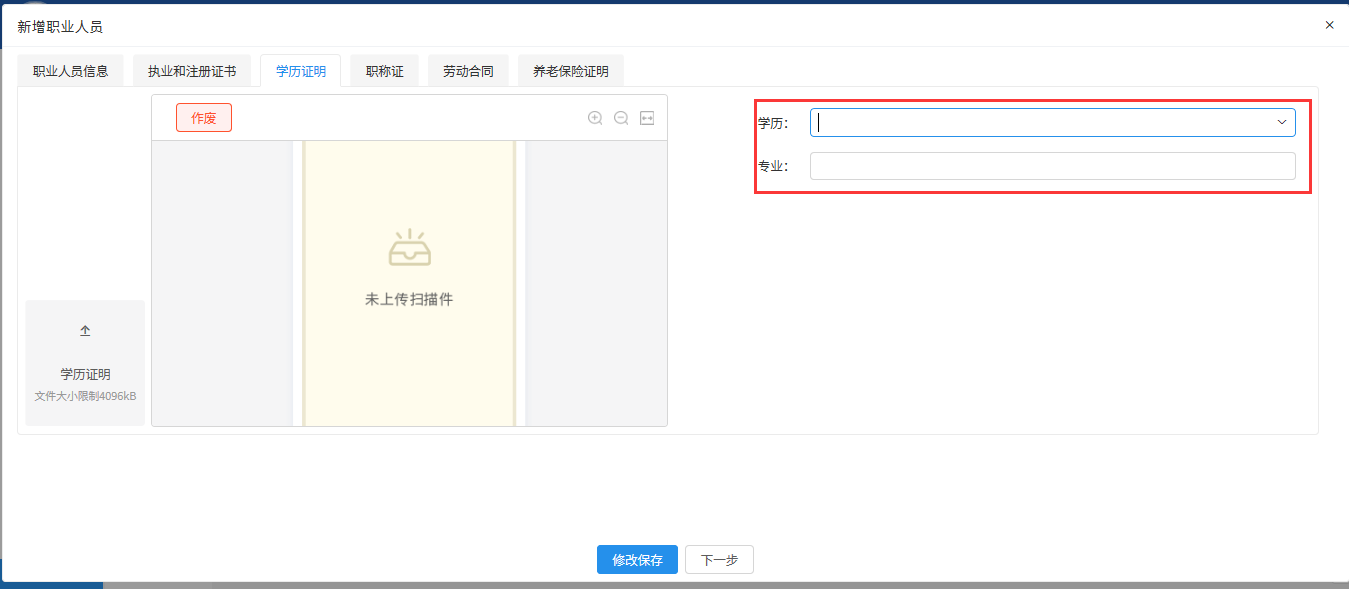 新增职业人员
职业人员信息
执业和注册证书
学历证明
职称证
劳动合同
养老保险证明
作废
未上传扫描件
学历证明
文件大小限制4096kB
学历：
专业：
修改保存
下一步